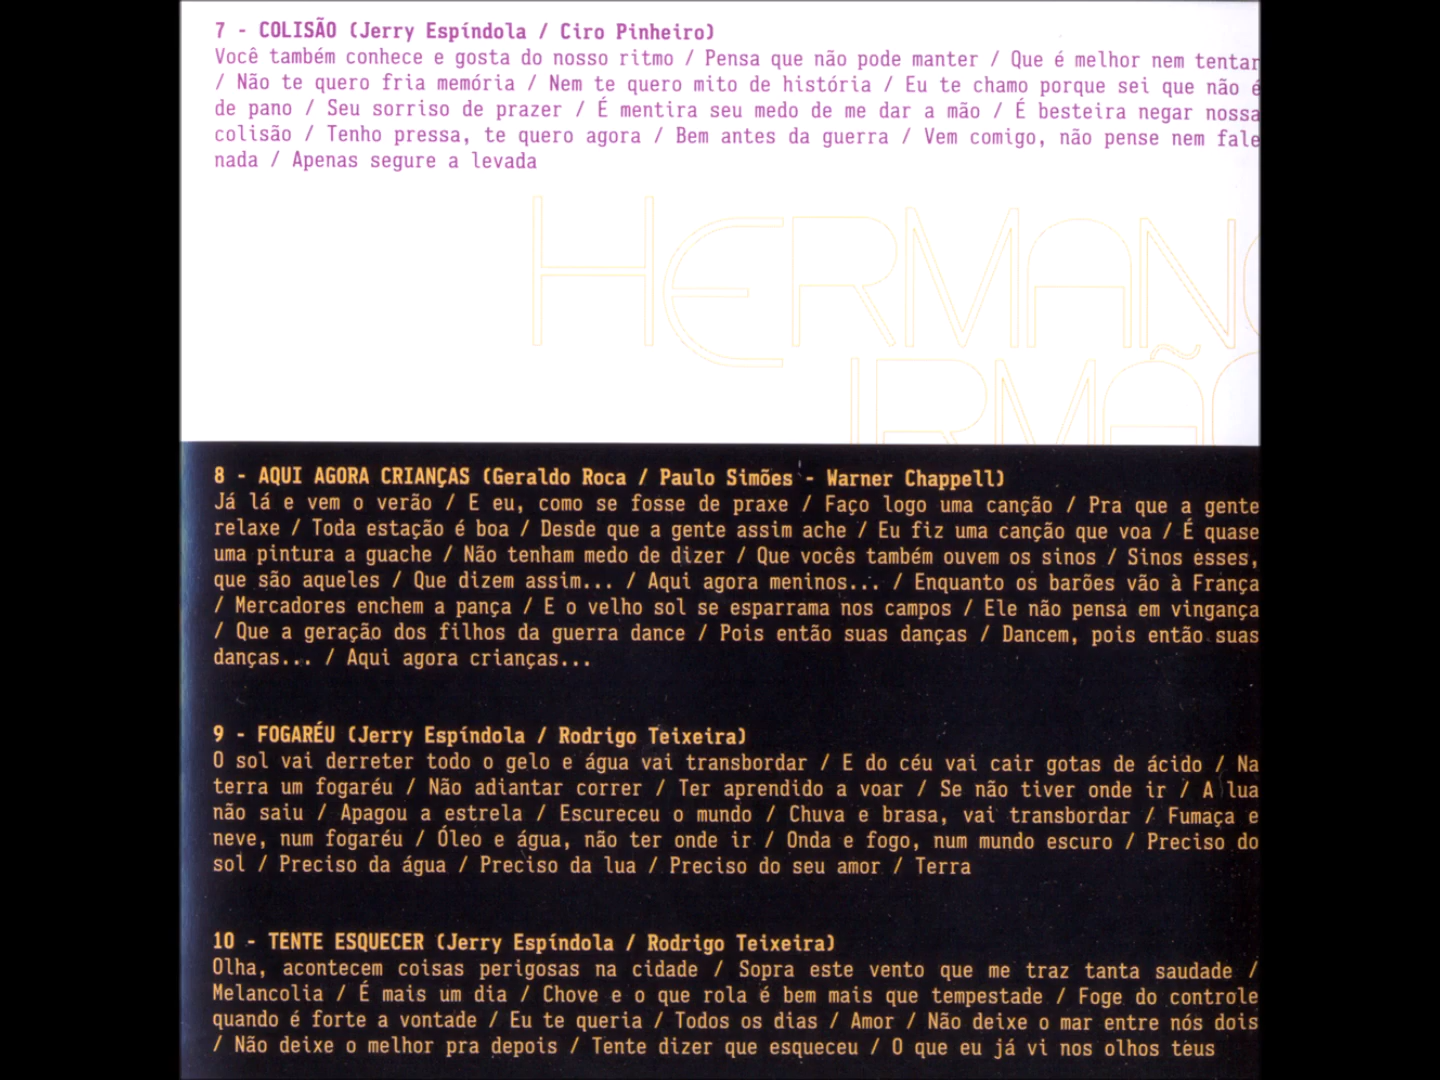 7 - COLISÃO (Jerry Espíndola / Ciro Pinheiro)
Você também conhece e gosta do nosso ritmo / Pensa que não pode manter / Que é melhor nem tentar
/ Não te quero fria memória / Nem te quero mito de história / Eu te chamo porque sei que não é
de pano / Seu sorriso de prazer / É mentira seu medo de me dar a mão / É besteira negar nossa
colisão / Tenho pressa, te quero agora / Bem antes da guerra / Vem comigo, não pense nem fale
nada / Apenas segure a levada
HERMANO
IRMÃO
8 - AQUI AGORA CRIANÇAS (Geraldo Roca / Paulo Simões - Warner Chappell)
Já lá e vem o verão / E eu, como se fosse de praxe / Faço logo uma canção / Pra que a gente
relaxe / Toda estação é boa / Desde que a gente assim ache / Eu fiz uma canção que voa / É quase
uma pintura a guache / Não tenham medo de dizer / Que vocês também ouvem os sinos / Sinos esses,
que são aqueles / Que dizem assim... / Aqui agora meninos... / Enquanto os barões vão à França
/ Mercadores enchem a pança / E o velho sol se esparrama nos campos / Ele não pensa em vingança
/ Que a geração dos filhos da guerra dance / Pois então suas danças / Dancem, pois então suas
danças... / Aqui agora crianças...
9 - FOGARÉU (Jerry Espíndola / Rodrigo Teixeira)
O sol vai derreter todo o gelo e água vai transbordar / E do céu vai cair gotas de ácido / Na
terra um fogaréu / Não adiantar correr / Ter aprendido a voar / Se não tiver onde ir / A lua
não saiu / Apagou a estrela / Escureceu o mundo / Chuva e brasa, vai transbordar / Fumaça e
neve, num fogaréu / Óleo e água, não ter onde ir / Onda e fogo, num mundo escuro / Preciso do
sol / Preciso da água / Preciso da lua / Preciso do seu amor / Terra
10 - TENTE ESQUECER (Jerry Espíndola / Rodrigo Teixeira)
Olha, acontecem coisas perigosas na cidade / Sopra este vento que me traz tanta saudade /
Melancolia / É mais um dia / Chove e o que rola é bem mais que tempestade / Foge do controle
quando é forte a vontade / Eu te queria / Todos os dias / Amor / Não deixe o mar entre nós dois
/ Não deixe o melhor pra depois / Tente dizer que esqueceu / O que eu já vi nos olhos teus